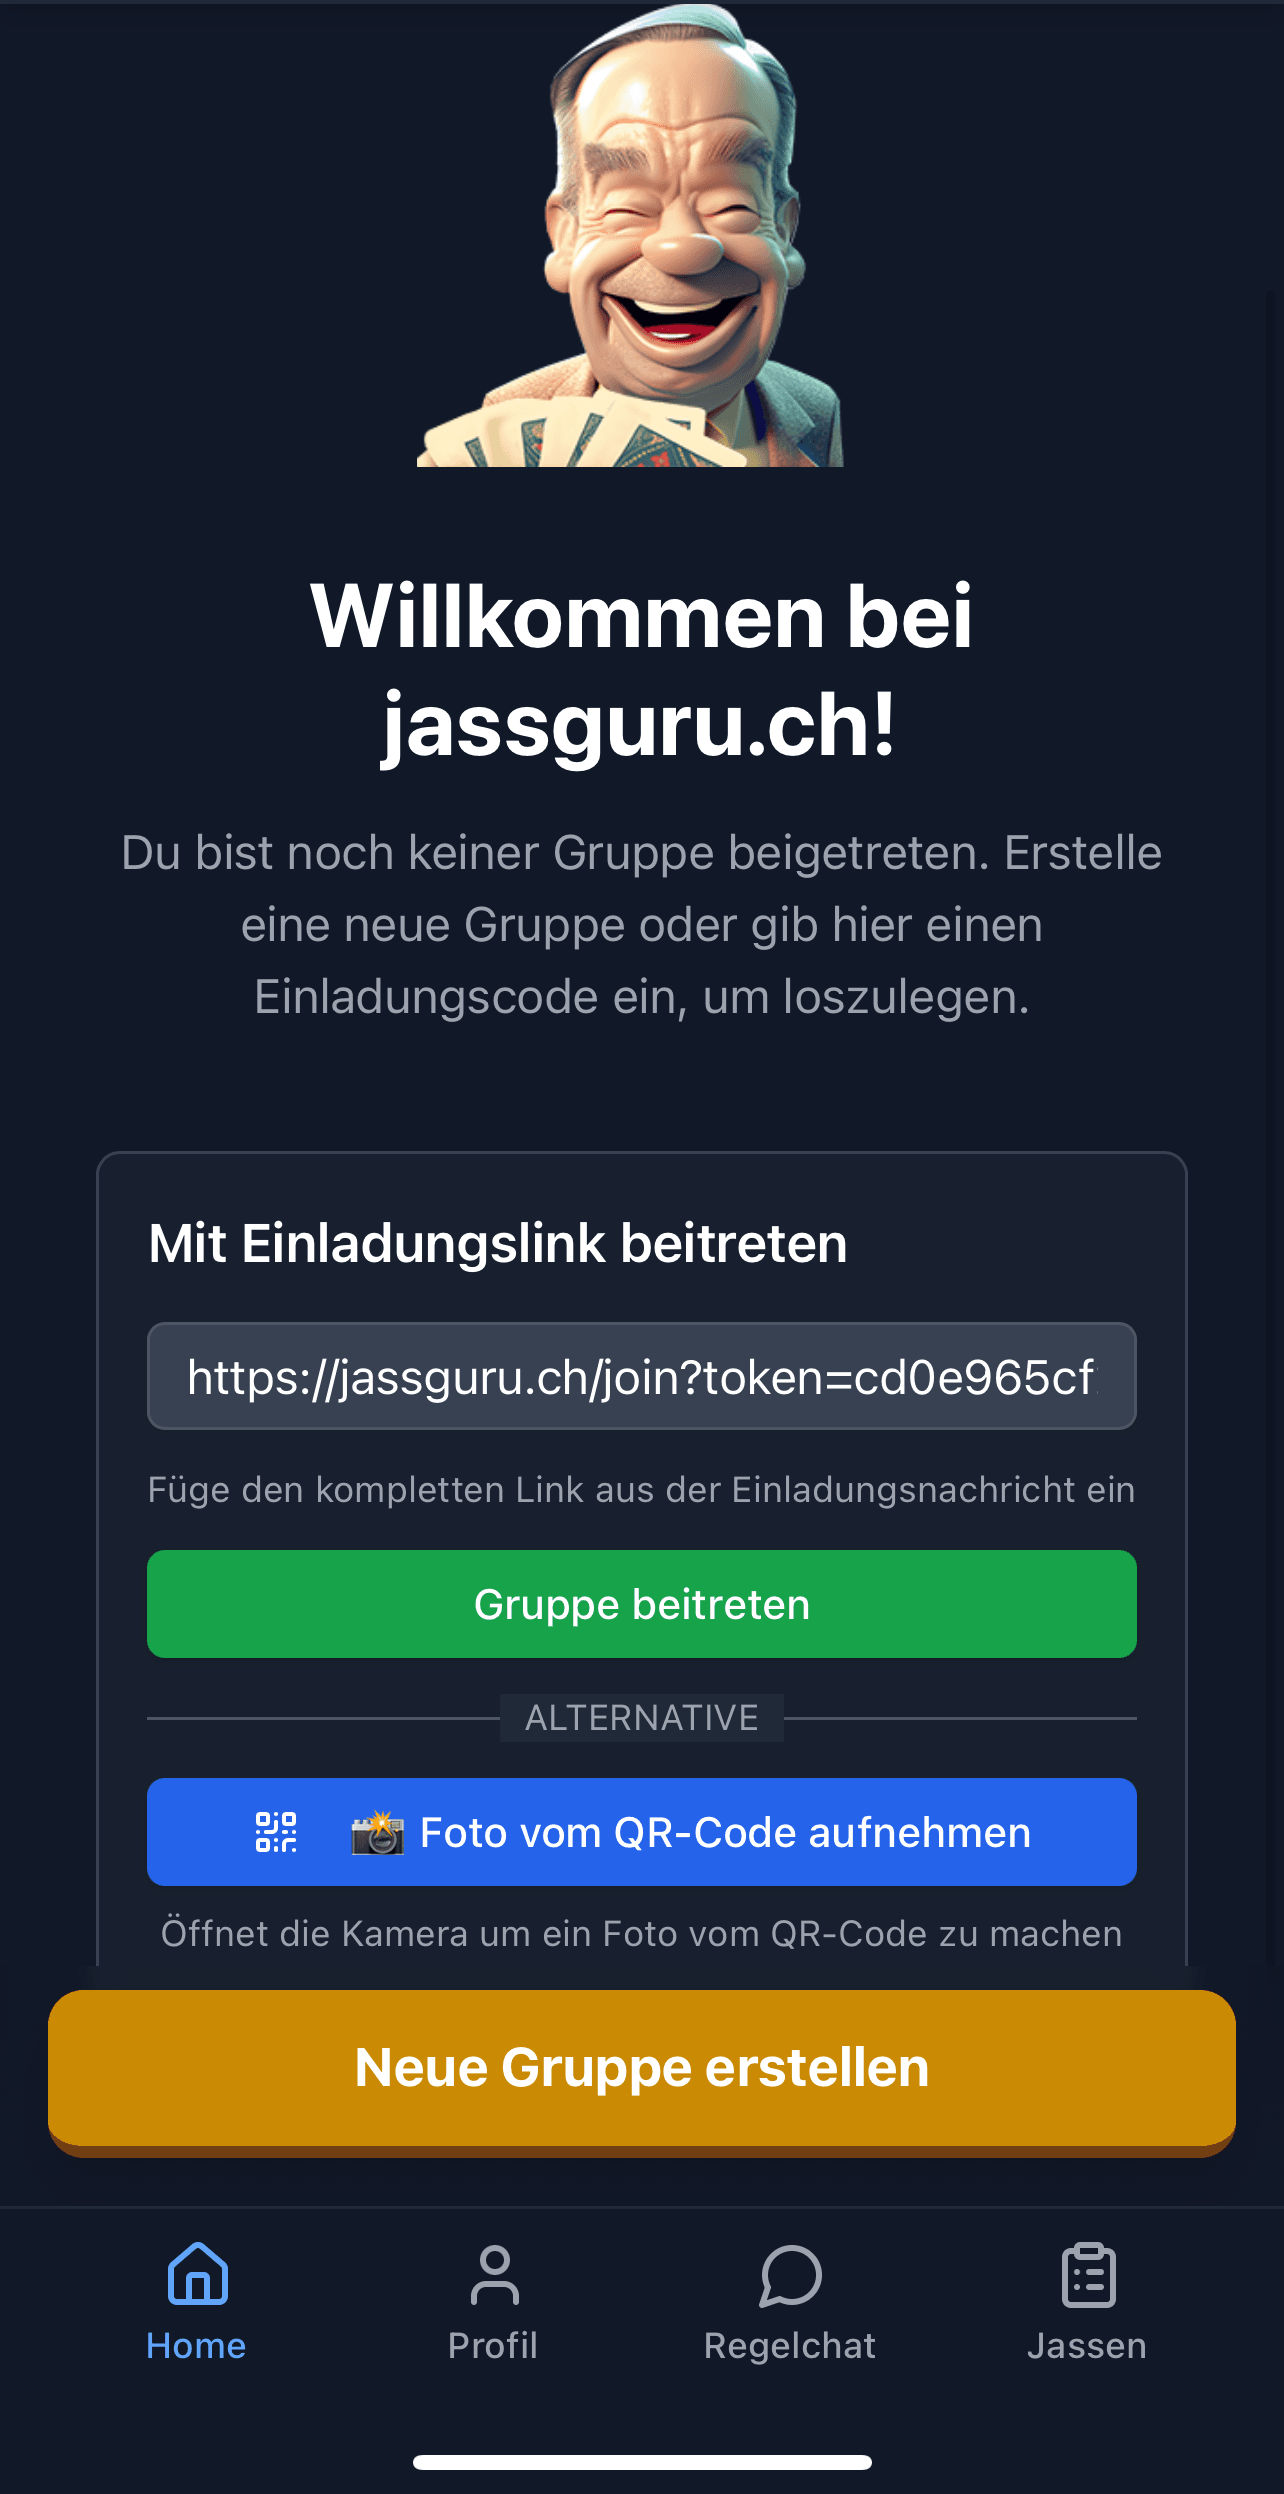 Willkommen bei
jassguru.ch!
Du bist noch keiner Gruppe beigetreten. Erstelle
eine neue Gruppe oder gib hier einen
Einladungscode ein, um loszulegen.
Mit Einladungslink beitreten
https://jassguru.ch/join?token=cd0e965cf
Füge den kompletten Link aus der Einladungsnachricht ein
Gruppe beitreten
ALTERNATIVE
📸 Foto vom QR-Code aufnehmen
Öffnet die Kamera um ein Foto vom QR-Code zu machen
Neue Gruppe erstellen
Home
Profil
Regelchat
Jassen